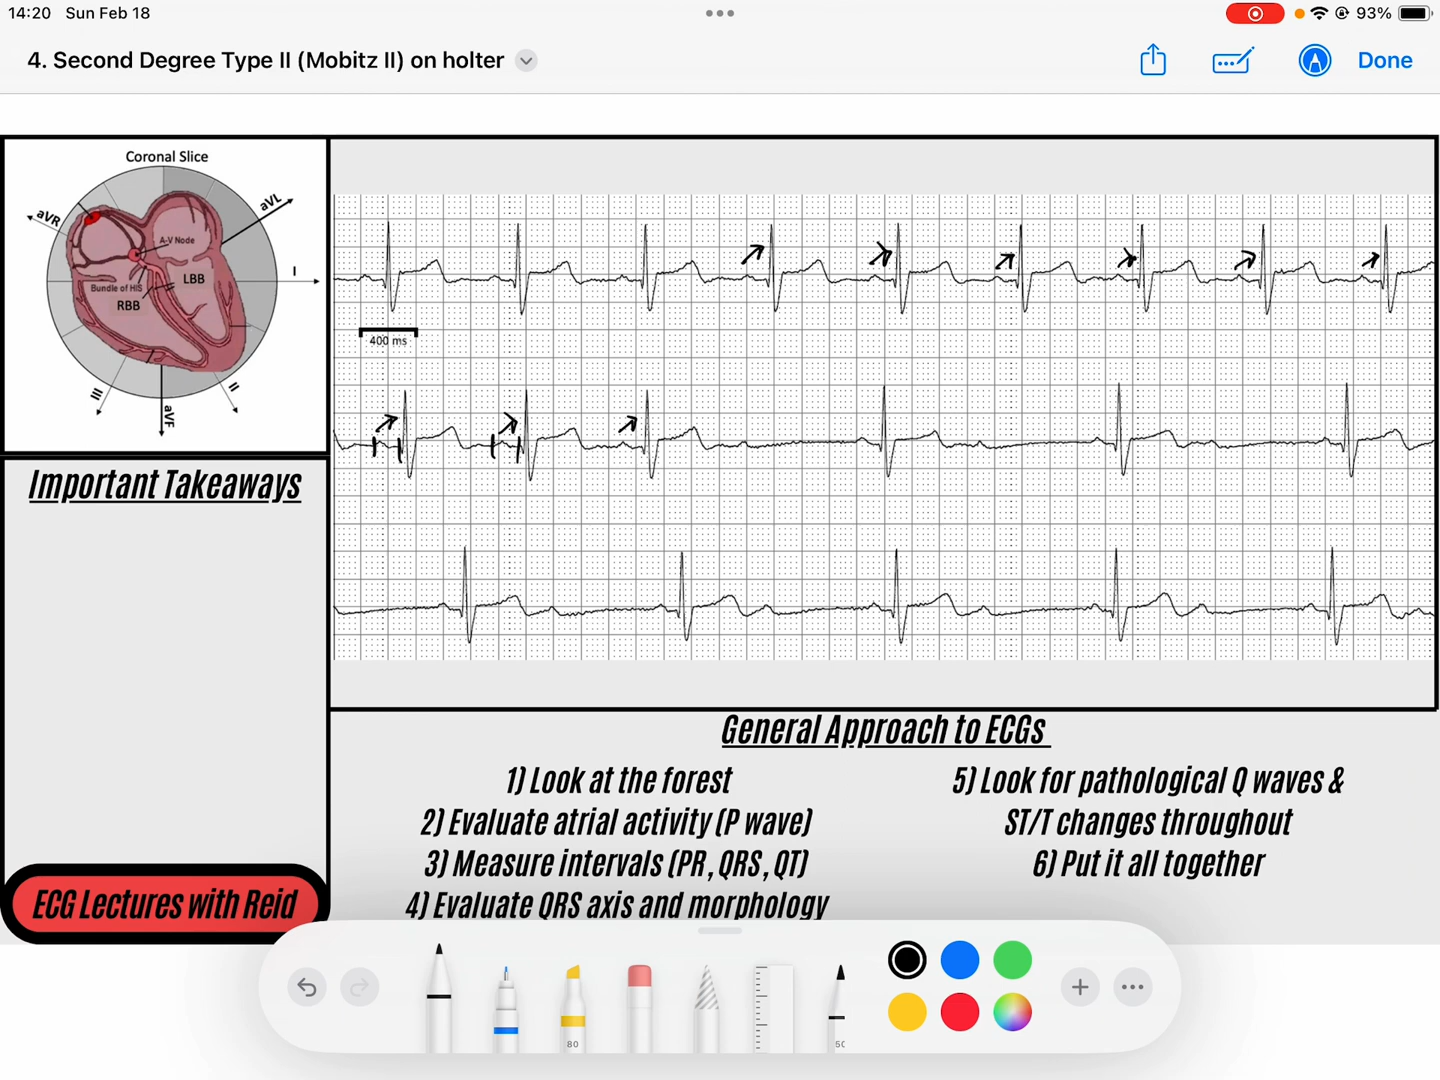 14:20 Sun Feb 18
93%
4. Second Degree Type II (Mobitz II) on holter
Done
Coronal Slice
aVR
aVL
A-V Node
I
LBB
Bundle of HIS
RBB
III
II
aVF
400 ms
Important Takeaways
General Approach to ECGs
1) Look at the forest
2) Evaluate atrial activity (P wave)
3) Measure intervals (PR, QRS, QT)
4) Evaluate QRS axis and morphology
5) Look for pathological Q waves &
ST/T changes throughout
6) Put it all together
ECG Lectures with Reid
80
50